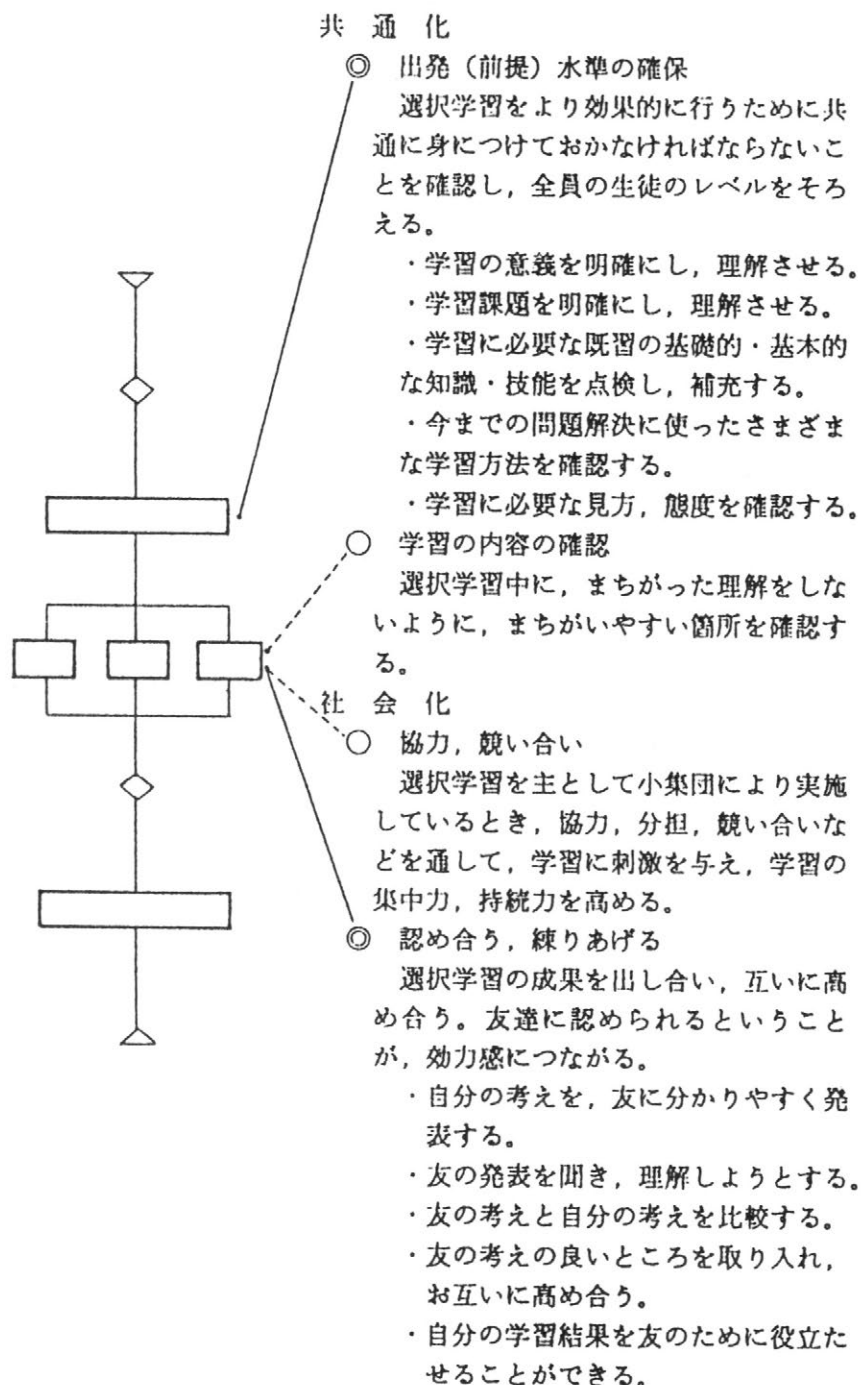 共通化
◎ 出発（前提）水準の確保
選択学習をより効果的に行うために共
通に身につけておかなければならないこ
とを確認し，全員の生徒のレベルをそろ
える。
・学習の意義を明確にし，理解させる。
・学習課題を明確にし，理解させる。
・学習に必要な既習の基礎的・基本的
な知識・技能を点検し，補充する。
・今までの問題解決に使ったさまざま
な学習方法を確認する。
・学習に必要な見方，態度を確認する。
○ 学習の内容の確認
選択学習中に，まちがった理解をしな
いように，まちがいやすい箇所を確認す
る。
社会化
○ 協力，競い合い
選択学習を主として小集団により実施
しているとき，協力，分担，競い合いな
どを通して，学習に刺激を与え，学習の
集中力，持続力を高める。
◎ 認め合う，練りあげる
選択学習の成果を出し合い，互いに高
め合う。友達に認められるということ
が，効力感につながる。
・自分の考えを，友に分かりやすく発
表する。
・友の発表を聞き，理解しようとする。
・友の考えと自分の考えを比較する。
・友の考えの良いところを取り入れ，
お互いに高め合う。
・自分の学習結果を友のために役立た
せることができる。